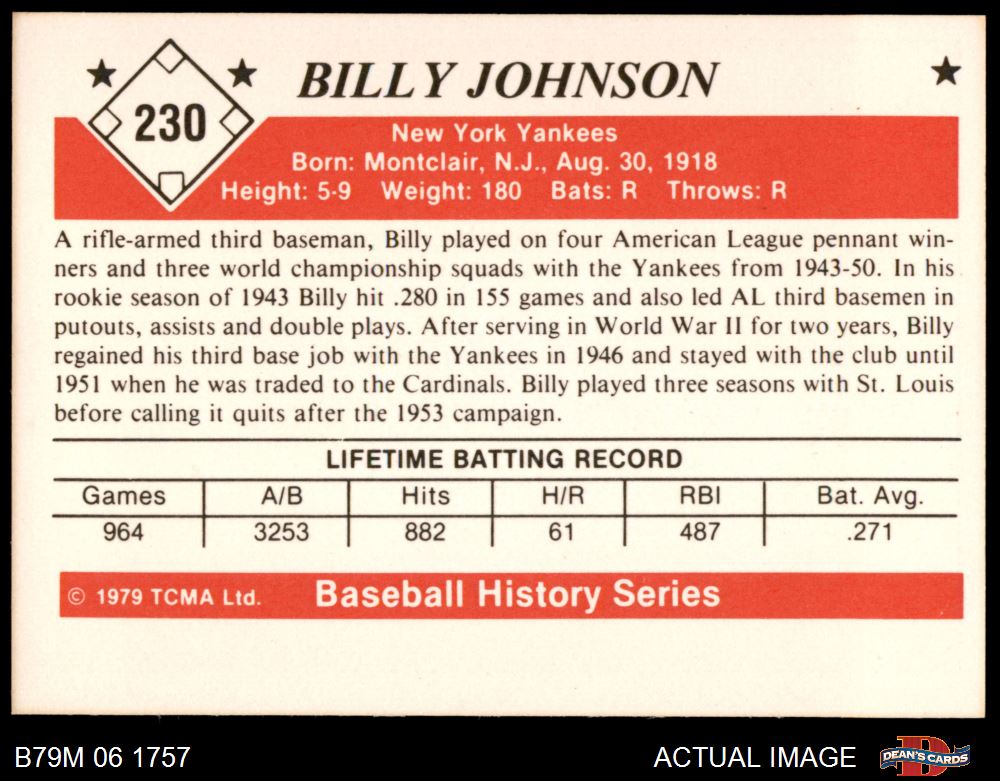 230
BILLY JOHNSON
New York Yankees
Born: Montclair, N.J., Aug. 30, 1918
Height: 5-9 Weight: 180 Bats: R Throws: R
A rifle-armed third baseman, Billy played on four American League pennant win-
ners and three world championship squads with the Yankees from 1943-50. In his
rookie season of 1943 Billy hit .280 in 155 games and also led AL third basemen in
putouts, assists and double plays. After serving in World War II for two years, Billy
regained his third base job with the Yankees in 1946 and stayed with the club until
1951 when he was traded to the Cardinals. Billy played three seasons with St. Louis
before calling it quits after the 1953 campaign.
LIFETIME BATTING RECORD
Games A/B Hits H/R RBI Bat. Avg.
964 3253 882 61 487 .271
© 1979 TCMA Ltd. Baseball History Series
B79M 06 1757 ACTUAL IMAGE DEAN'S CARDS